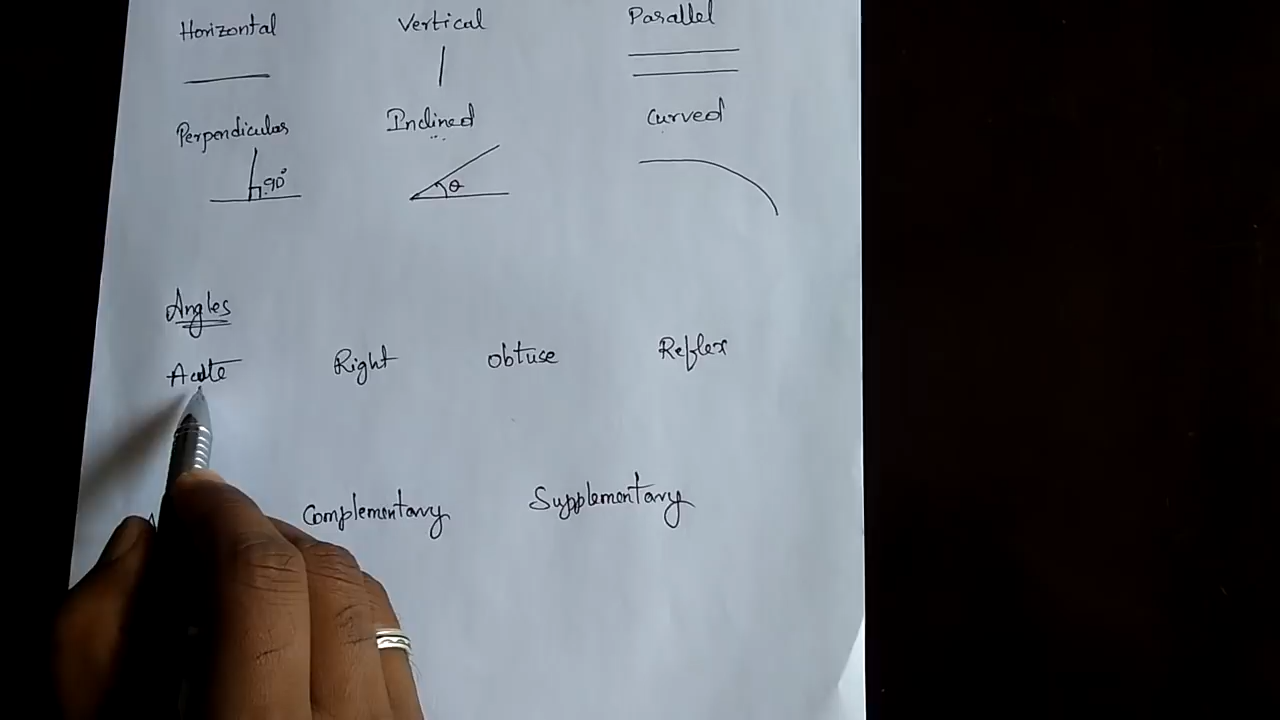 Horizontal Vertical Parallel
Perpendicular Inclined Curved
90° θ
Angles
Acute Right Obtuse Reflex
Complementary Supplementary